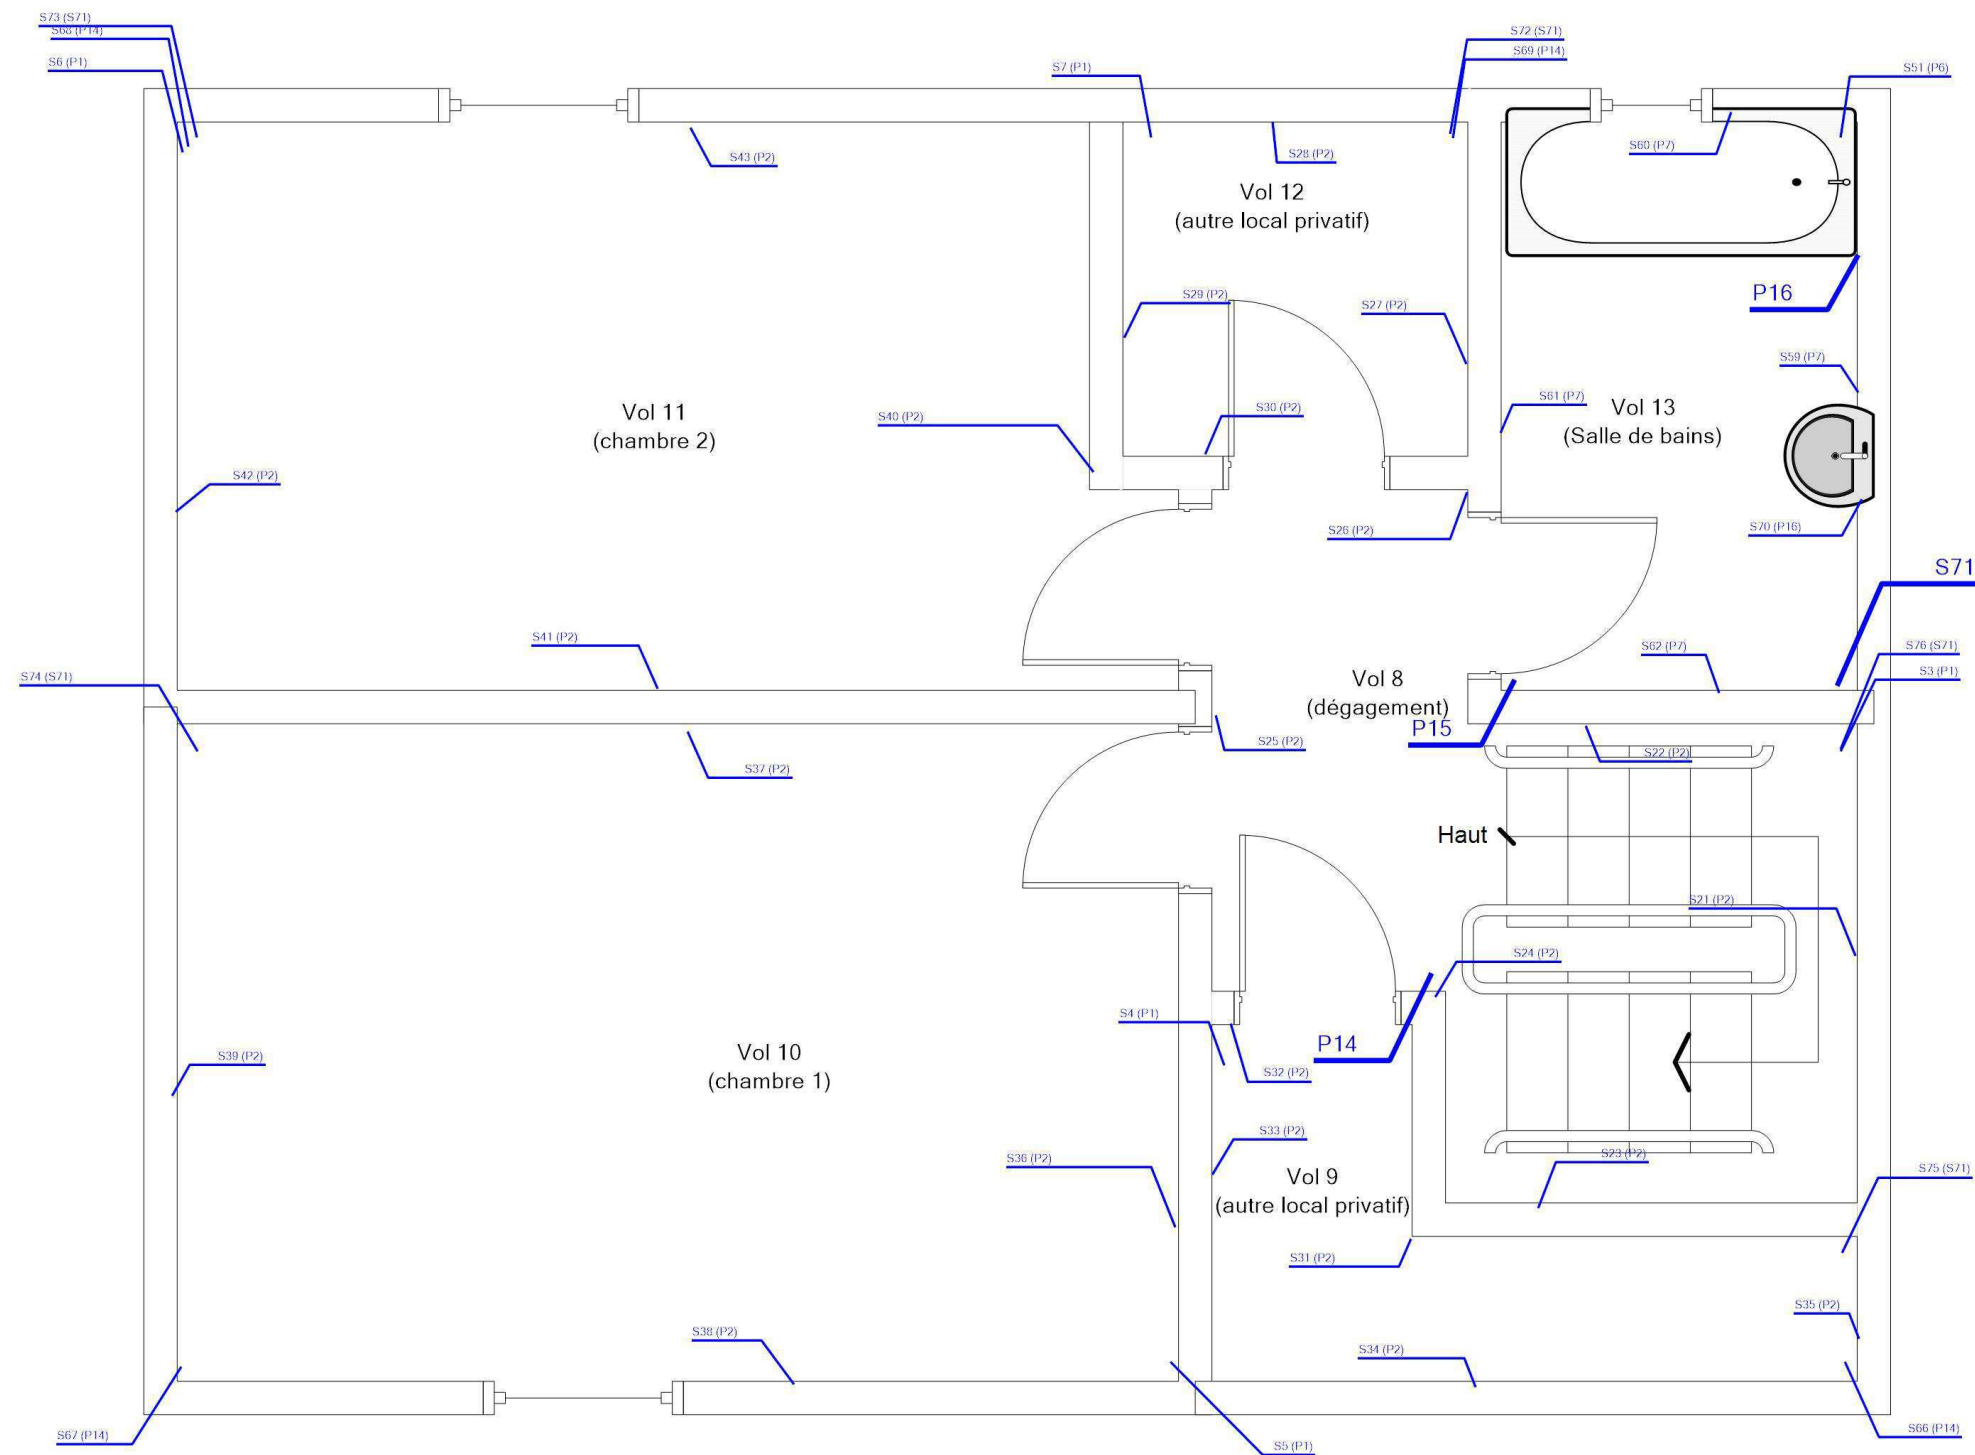 S73 (S71)
S68 (P14)
S6 (P1)
S7 (P1)
S72 (S71)
S69 (P14)
S51 (P6)
S43 (P2)
S28 (P2)
S60 (P7)
Vol 12
(autre local privatif)
P16
S29 (P2)
S27 (P2)
S59 (P7)
Vol 11
(chambre 2)
S40 (P2)
S30 (P2)
S61 (P7)
Vol 13
(Salle de bains)
S42 (P2)
S26 (P2)
S70 (P16)
S71
S41 (P2)
S62 (P7)
S76 (S71)
S74 (S71)
S3 (P1)
Vol 8
(dégagement)
P15
S25 (P2)
S22 (P2)
S37 (P2)
Haut
S21 (P2)
S24 (P2)
S4 (P1)
P14
S39 (P2)
Vol 10
(chambre 1)
S32 (P2)
S33 (P2)
S36 (P2)
S23 (P2)
S75 (S71)
Vol 9
(autre local privatif)
S31 (P2)
S35 (P2)
S38 (P2)
S34 (P2)
S67 (P14)
S5 (P1)
S66 (P14)